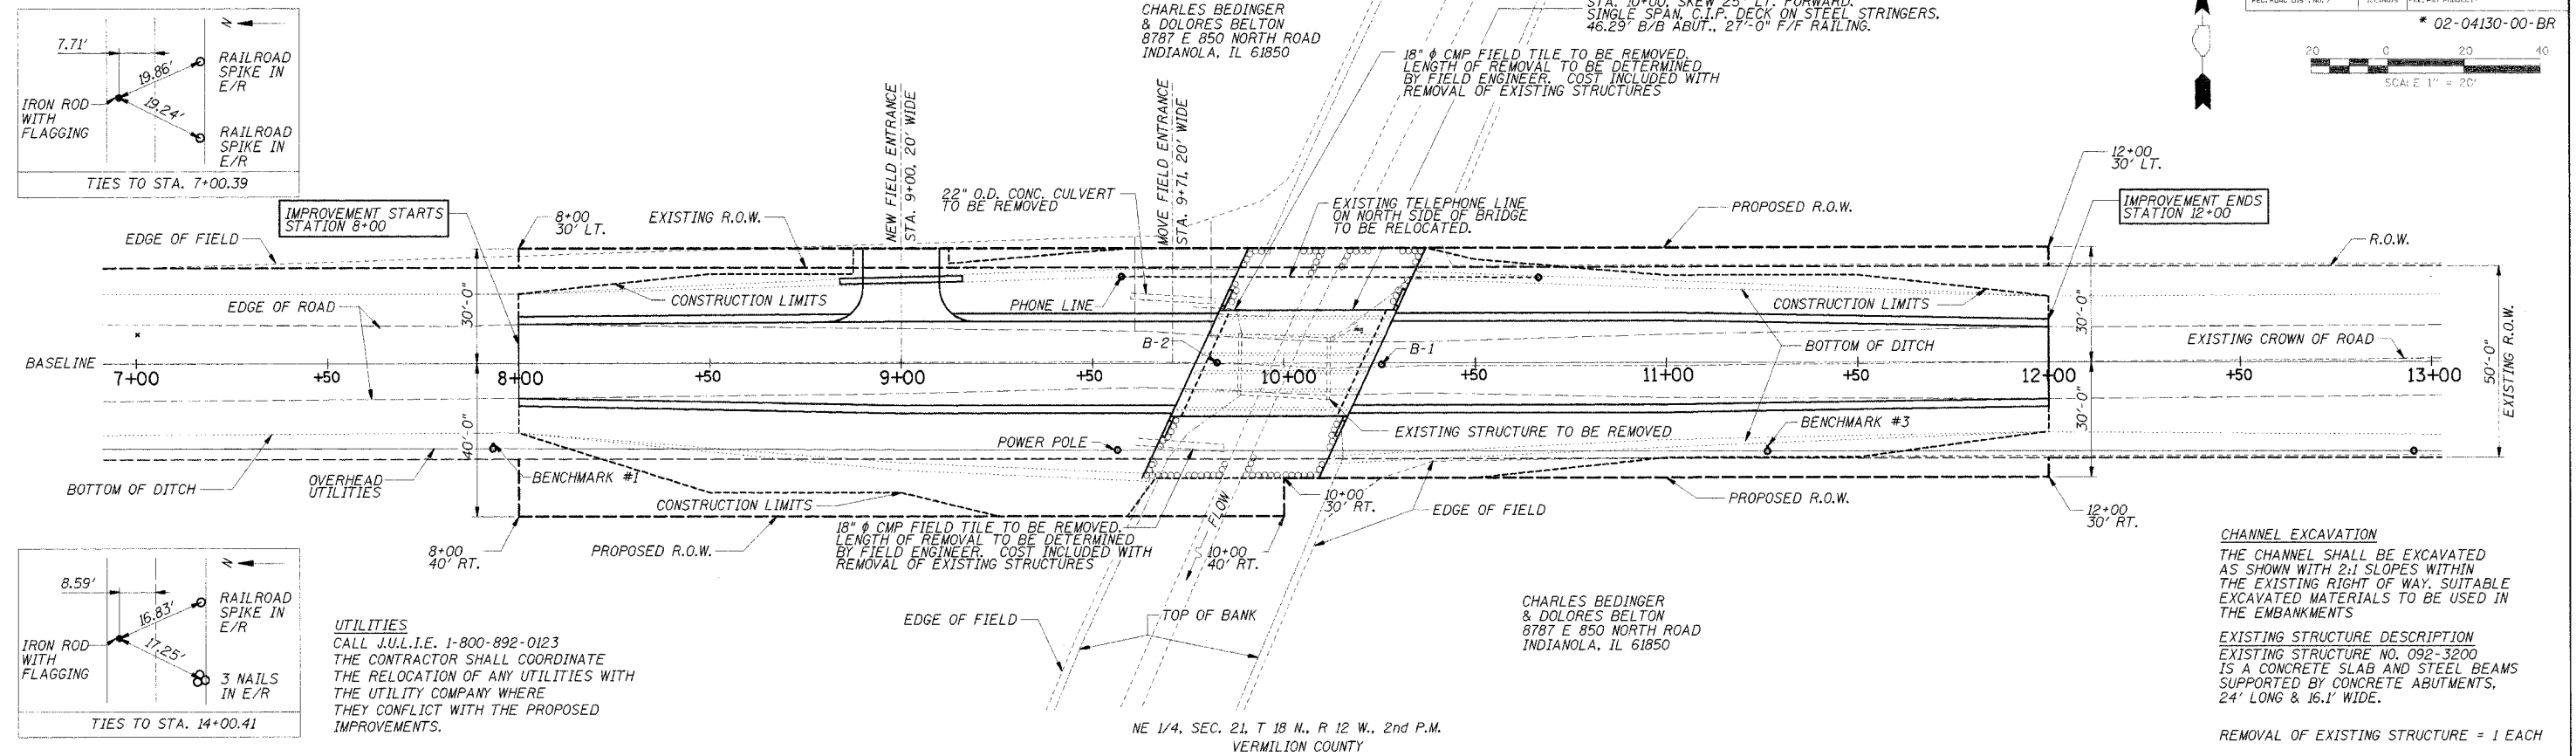 N
7.71'
19.86'
RAILROAD
SPIKE IN
E/R
IRON ROD
WITH
FLAGGING
19.24'
RAILROAD
SPIKE IN
E/R
TIES TO STA. 7+00.39
CHARLES BEDINGER
& DOLORES BELTON
8787 E 850 NORTH ROAD
INDIANOLA, IL 61850
STA. 10+00, SKEW 25° LT. FORWARD.
SINGLE SPAN, C.I.P. DECK ON STEEL STRINGERS.
46.29' B/B ABUT., 27'-0" F/F RAILING.
18" ϕ CMP FIELD TILE TO BE REMOVED.
LENGTH OF REMOVAL TO BE DETERMINED
BY FIELD ENGINEER. COST INCLUDED WITH
REMOVAL OF EXISTING STRUCTURES
ILLINOIS
* 02-04130-00-BR
20 0 20 40
SCALE 1" = 20'
NEW FIELD ENTRANCE
STA. 9+00, 20' WIDE
MOVE FIELD ENTRANCE
STA. 9+71, 20' WIDE
12+00
30' LT.
IMPROVEMENT STARTS
STATION 8+00
8+00
30' LT.
EXISTING R.O.W.
22" O.D. CONC. CULVERT
TO BE REMOVED
EXISTING TELEPHONE LINE
ON NORTH SIDE OF BRIDGE
TO BE RELOCATED.
PROPOSED R.O.W.
IMPROVEMENT ENDS
STATION 12+00
EDGE OF FIELD
R.O.W.
EDGE OF ROAD
30'-0"
CONSTRUCTION LIMITS
PHONE LINE
CONSTRUCTION LIMITS
30'-0"
B-2
B-1
BOTTOM OF DITCH
EXISTING CROWN OF ROAD
BASELINE
7+00 +50 8+00 +50 9+00 +50 10+00 +50 11+00 +50 12+00 +50 13+00
50'-0"
EXISTING R.O.W.
40'-0"
30'-0"
POWER POLE
EXISTING STRUCTURE TO BE REMOVED
BENCHMARK #3
BOTTOM OF DITCH
OVERHEAD
UTILITIES
BENCHMARK #1
CONSTRUCTION LIMITS
FLOW
10+00
30' RT.
EDGE OF FIELD
PROPOSED R.O.W.
12+00
30' RT.
8+00
40' RT.
PROPOSED R.O.W.
18" ϕ CMP FIELD TILE TO BE REMOVED.
LENGTH OF REMOVAL TO BE DETERMINED
BY FIELD ENGINEER. COST INCLUDED WITH
REMOVAL OF EXISTING STRUCTURES
10+00
40' RT.
N
8.59'
16.83'
RAILROAD
SPIKE IN
E/R
IRON ROD
WITH
FLAGGING
17.25'
3 NAILS
IN E/R
TIES TO STA. 14+00.41
UTILITIES
CALL J.U.L.I.E. 1-800-892-0123
THE CONTRACTOR SHALL COORDINATE
THE RELOCATION OF ANY UTILITIES WITH
THE UTILITY COMPANY WHERE
THEY CONFLICT WITH THE PROPOSED
IMPROVEMENTS.
EDGE OF FIELD
TOP OF BANK
CHARLES BEDINGER
& DOLORES BELTON
8787 E 850 NORTH ROAD
INDIANOLA, IL 61850
NE 1/4, SEC. 21, T 18 N., R 12 W., 2nd P.M.
VERMILION COUNTY
CHANNEL EXCAVATION
THE CHANNEL SHALL BE EXCAVATED
AS SHOWN WITH 2:1 SLOPES WITHIN
THE EXISTING RIGHT OF WAY. SUITABLE
EXCAVATED MATERIALS TO BE USED IN
THE EMBANKMENTS
EXISTING STRUCTURE DESCRIPTION
EXISTING STRUCTURE NO. 092-3200
IS A CONCRETE SLAB AND STEEL BEAMS
SUPPORTED BY CONCRETE ABUTMENTS,
24' LONG & 16.1' WIDE.
REMOVAL OF EXISTING STRUCTURE = 1 EACH